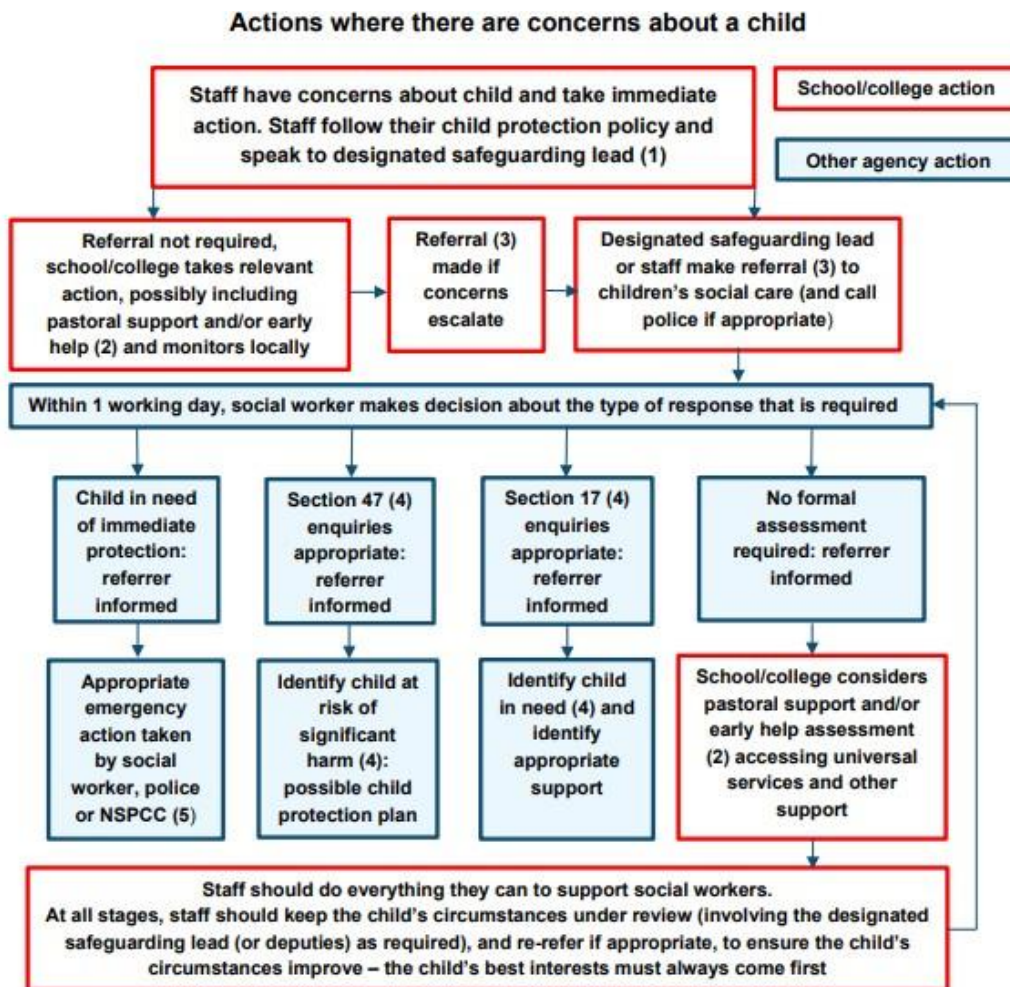 Actions where there are concerns about a child
Staff have concerns about child and take immediate
action. Staff follow their child protection policy and
speak to designated safeguarding lead (1)
School/college action
Other agency action
Referral not required,
school/college takes relevant
action, possibly including
pastoral support and/or early
help (2) and monitors locally
Referral (3)
made if
concerns
escalate
Designated safeguarding lead
or staff make referral (3) to
children’s social care (and call
police if appropriate)
Within 1 working day, social worker makes decision about the type of response that is required
Child in need
of immediate
protection:
referrer
informed
Section 47 (4)
enquiries
appropriate:
referrer
informed
Section 17 (4)
enquiries
appropriate:
referrer
informed
No formal
assessment
required: referrer
informed
Appropriate
emergency
action taken
by social
worker, police
or NSPCC (5)
Identify child at
risk of
significant
harm (4):
possible child
protection plan
Identify child
in need (4) and
identify
appropriate
support
School/college considers
pastoral support and/or
early help assessment
(2) accessing universal
services and other
support
Staff should do everything they can to support social workers.
At all stages, staff should keep the child’s circumstances under review (involving the designated
safeguarding lead (or deputies) as required), and re-refer if appropriate, to ensure the child’s
circumstances improve – the child’s best interests must always come first